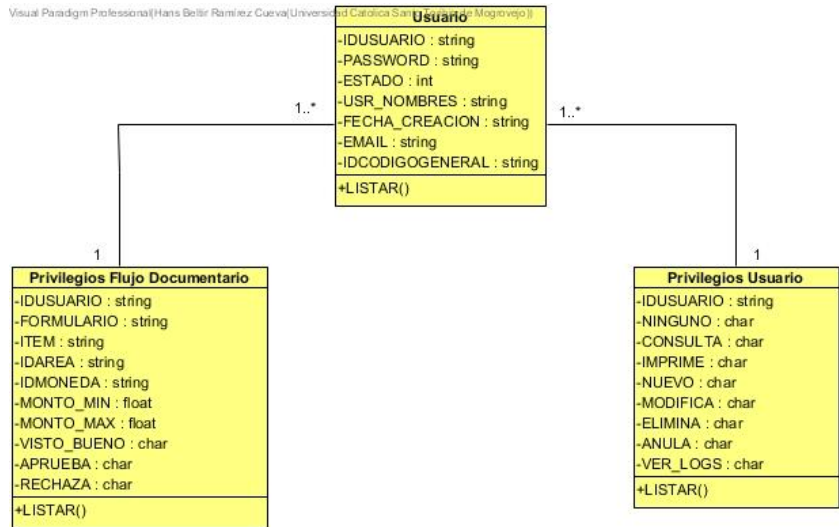 Visual Paradigm Professional(Hans Beltir Ramírez Cueva(Universidad Catolica Santo Toribio de Mogrovejo))
Usuario
-IDUSUARIO : string
-PASSWORD : string
-ESTADO : int
-USR_NOMBRES : string
-FECHA_CREACION : string
-EMAIL : string
-IDCODIGOGENERAL : string
+LISTAR()
1..*
1..*
1
1
Privilegios Flujo Documentario
-IDUSUARIO : string
-FORMULARIO : string
-ITEM : string
-IDAREA : string
-IDMONEDA : string
-MONTO_MIN : float
-MONTO_MAX : float
-VISTO_BUENO : char
-APRUEBA : char
-RECHAZA : char
+LISTAR()
Privilegios Usuario
-IDUSUARIO : string
-NINGUNO : char
-CONSULTA : char
-IMPRIME : char
-NUEVO : char
-MODIFICA : char
-ELIMINA : char
-ANULA : char
-VER_LOGS : char
+LISTAR()